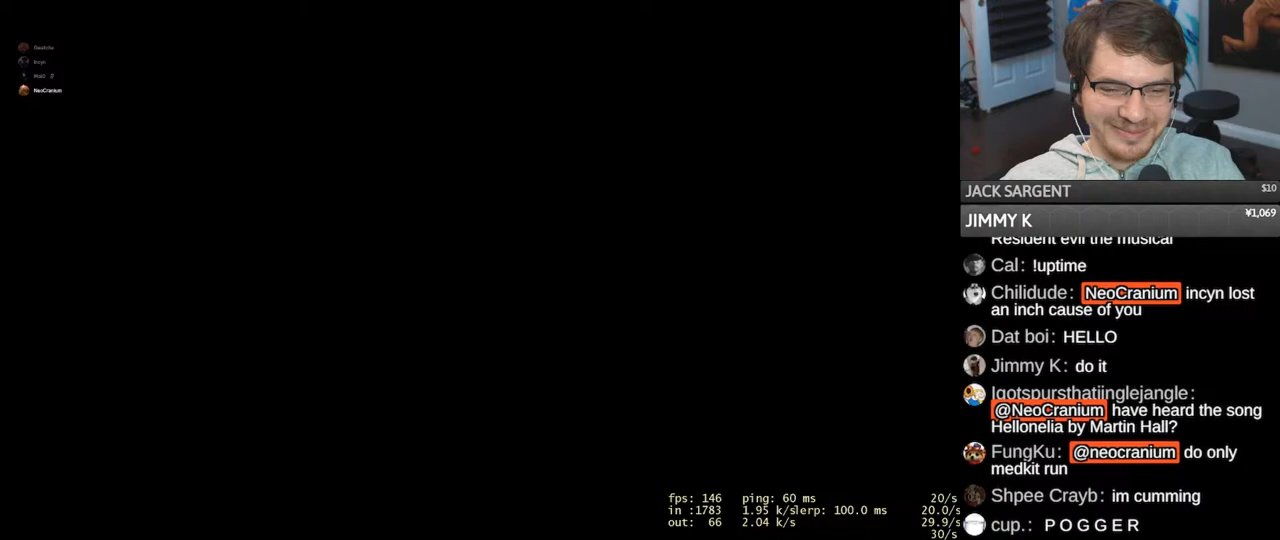 Incyn
NeoCranium
JACK SARGENT $10
JIMMY K ¥1,069
Resident evil the musical
Cal: !uptime
Chilidude: NeoCranium incyn lost
an inch cause of you
Dat boi: HELLO
Jimmy K: do it
Igotspursthatjinglejangle:
@NeoCranium have heard the song
Hellonelia by Martin Hall?
FungKu: @neocranium do only
medkit run
Shpee Crayb: im cumming
cup.: P O G G E R
fps: 146 ping: 60 ms 20/s
in :1783 1.95 k/slerp: 100.0 ms 20.0/s
out: 66 2.04 k/s 29.9/s
30/s